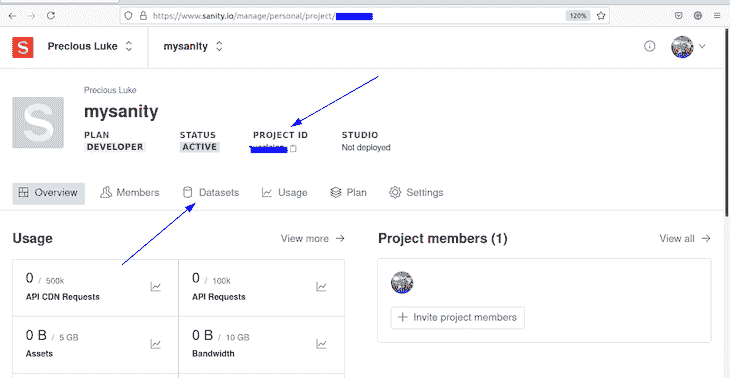 https://www.sanity.io/manage/personal/project/
120%
S Precious Luke mysanity
Precious Luke
S
mysanity
PLAN STATUS PROJECT ID STUDIO
DEVELOPER ACTIVE Not deployed
Overview Members Datasets Usage Plan Settings
Usage View more →
Project members (1) View all →
0 / 500k
API CDN Requests
0 / 100k
API Requests
+ Invite project members
0 B / 5 GB
Assets
0 B / 10 GB
Bandwidth